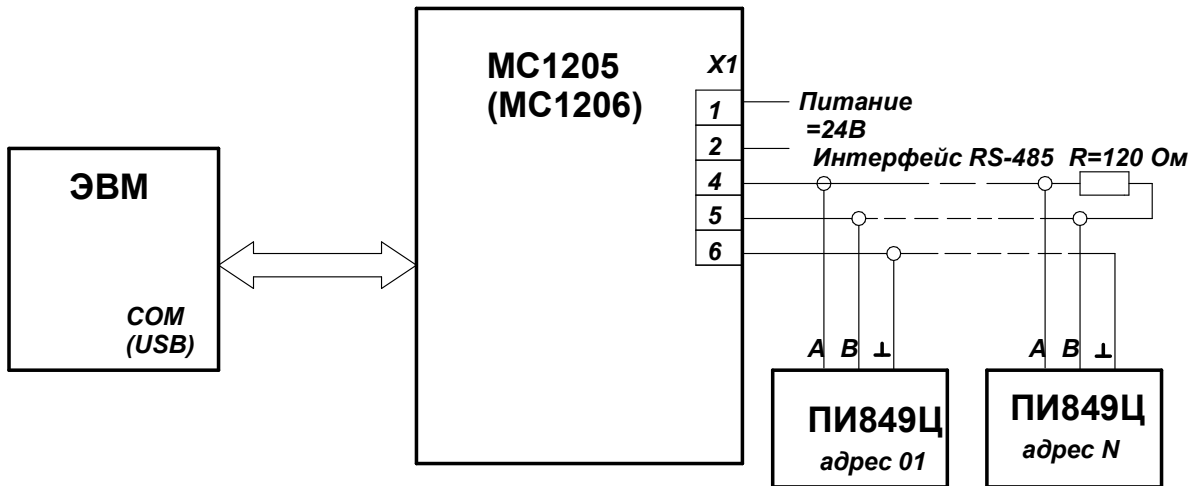 МС1205
(МС1206)
X1
1
Питание
=24В
2
Интерфейс RS-485 R=120 Ом
4
5
6
ЭВМ
COM
(USB)
A B ⊥
A B ⊥
ПИ849Ц
адрес 01
ПИ849Ц
адрес N